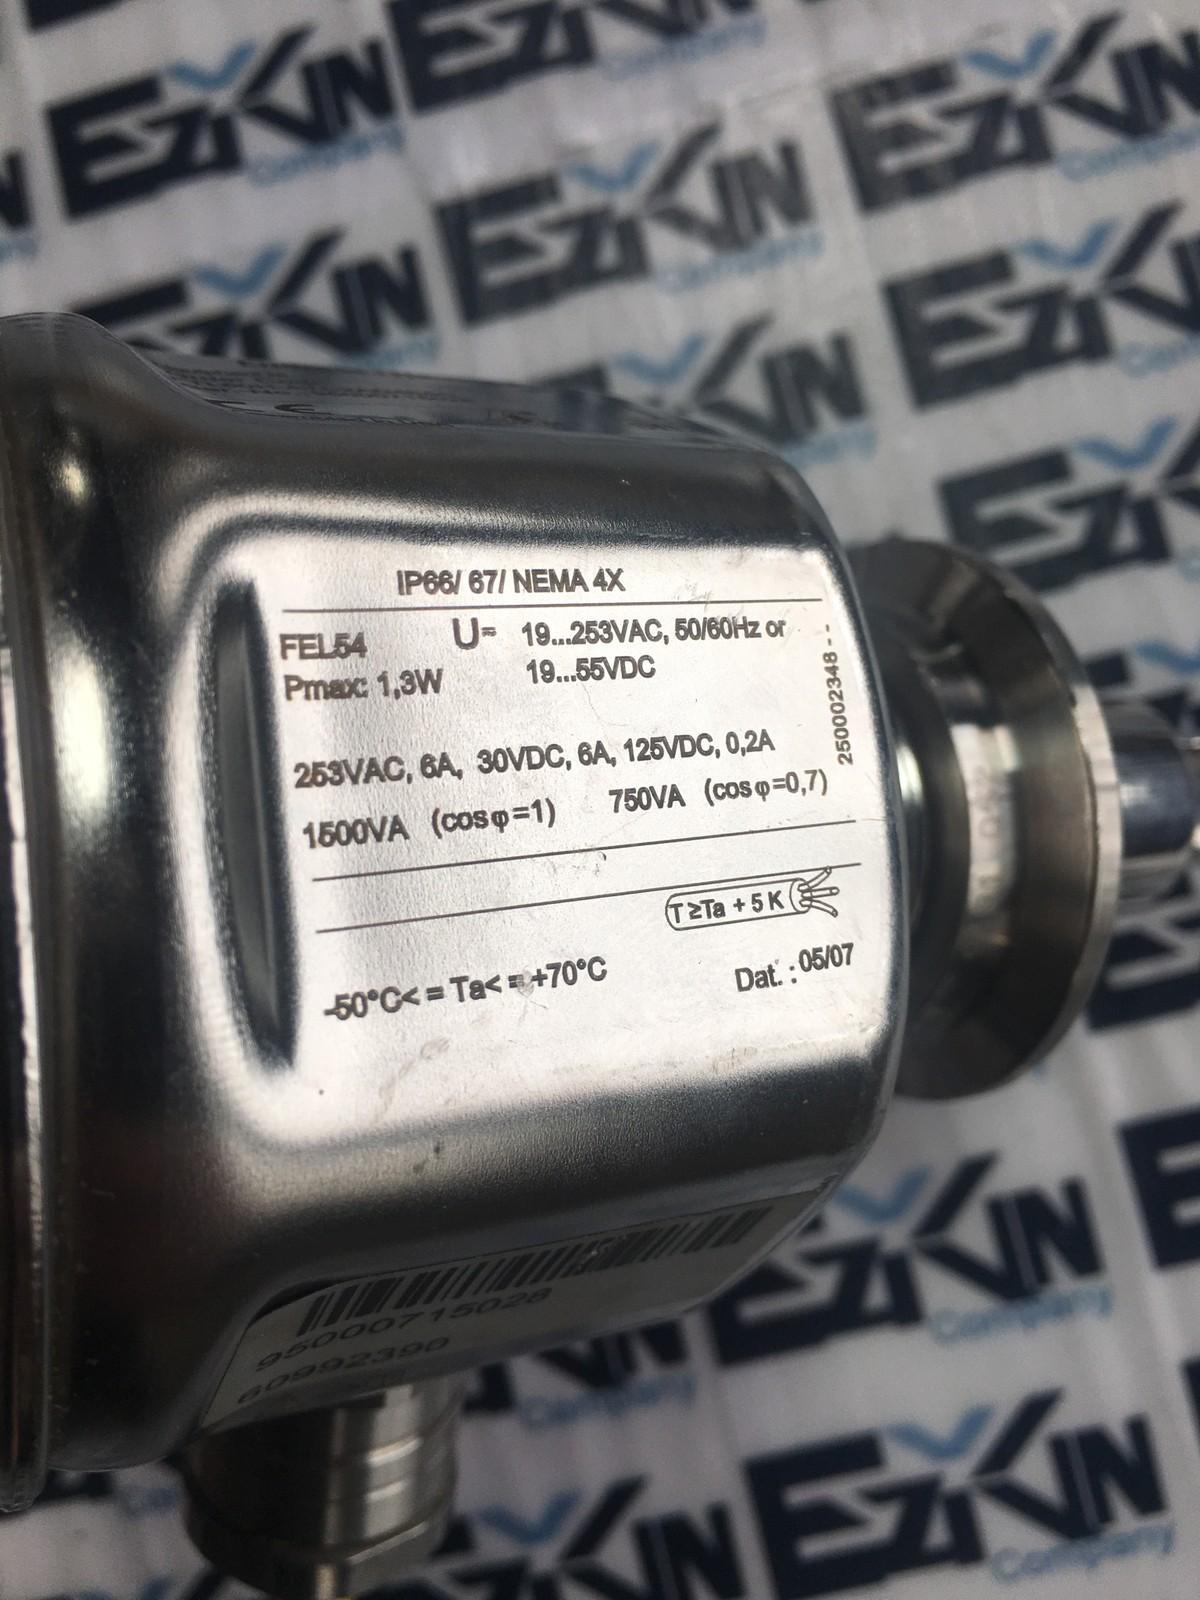 EZKIN
Company
IP66/ 67/ NEMA 4X
FEL54
U≂
19...253VAC, 50/60Hz or
Pmax: 1,3W
19...55VDC
253VAC, 6A, 30VDC, 6A, 125VDC, 0,2A
1500VA (cosφ=1) 750VA (cosφ=0,7)
250002348 - -
T ≥Ta + 5 K
-50°C< = Ta< = +70°C
Dat. : 05/07
95000715028
60992390